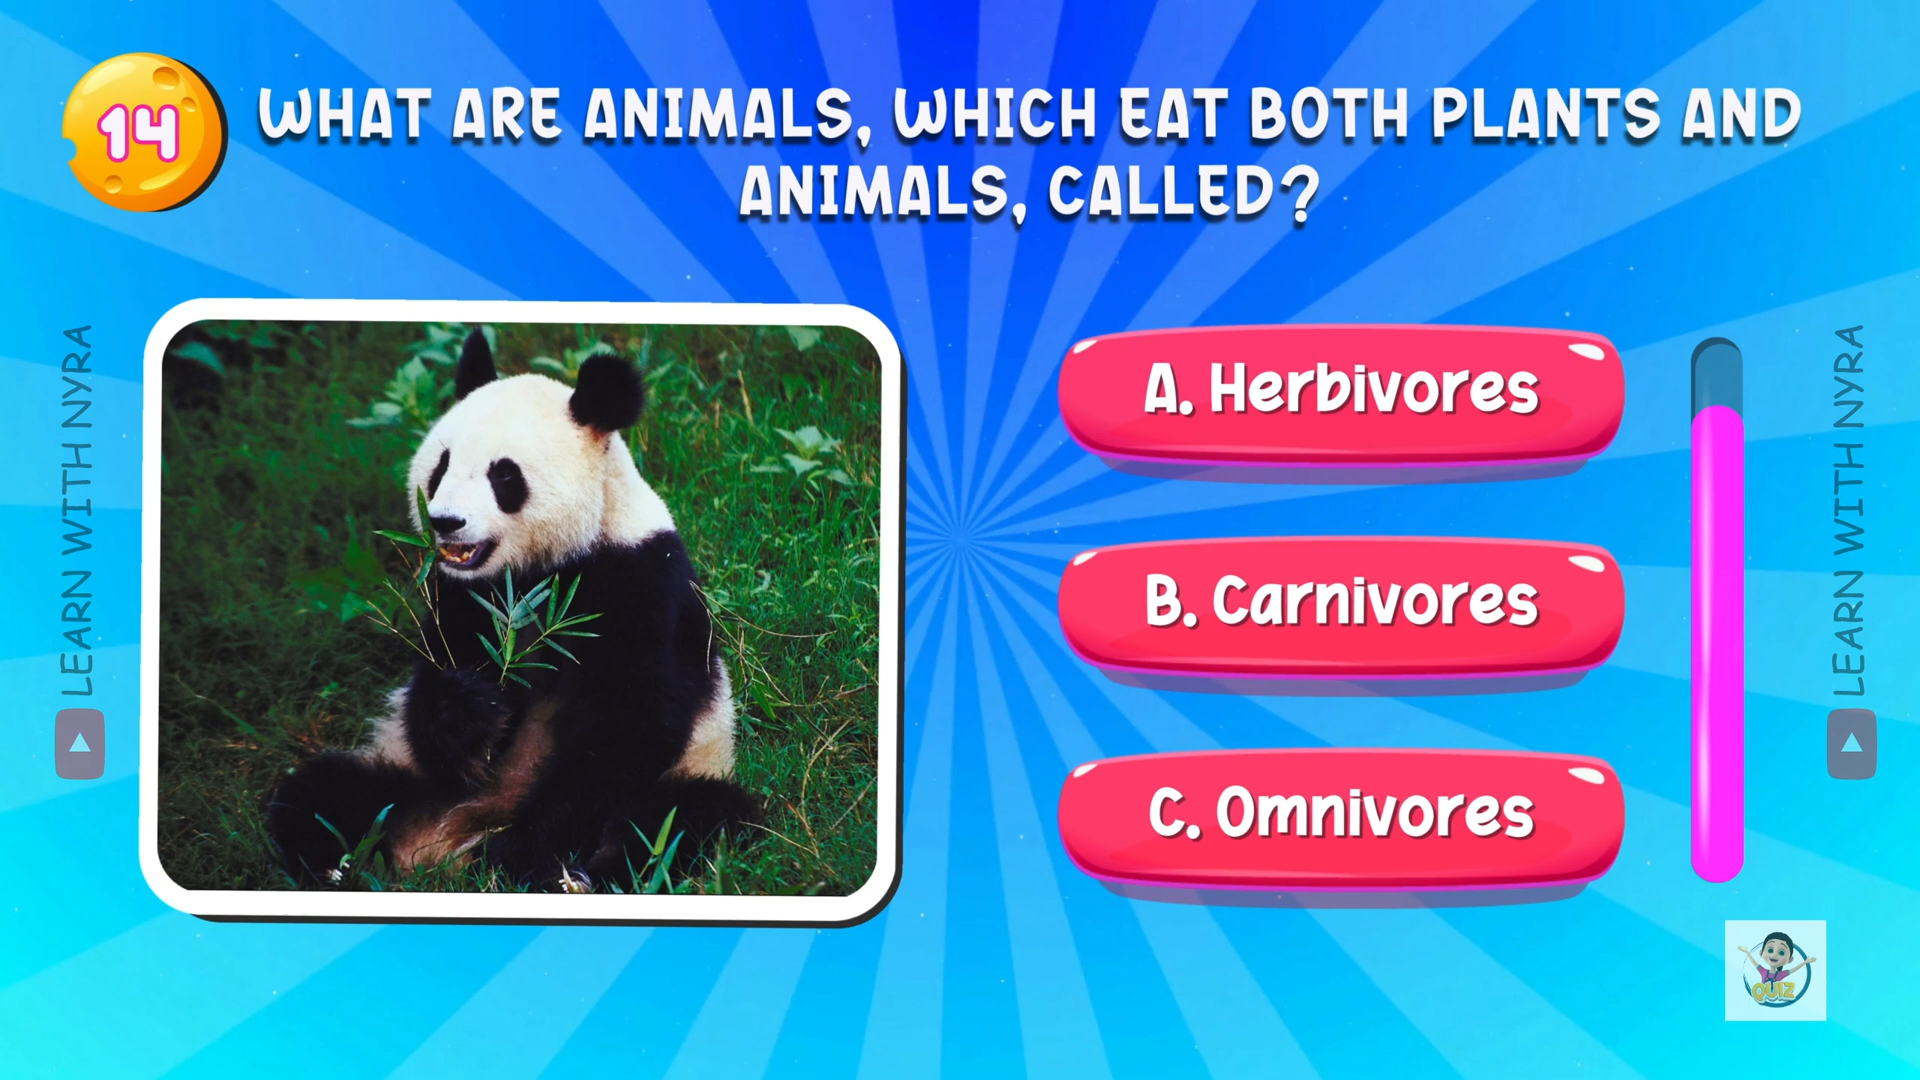 14
WHAT ARE ANIMALS, WHICH EAT BOTH PLANTS AND
ANIMALS, CALLED?
LEARN WITH NYRA
A. Herbivores
B. Carnivores
C. Omnivores
LEARN WITH NYRA
QUIZ